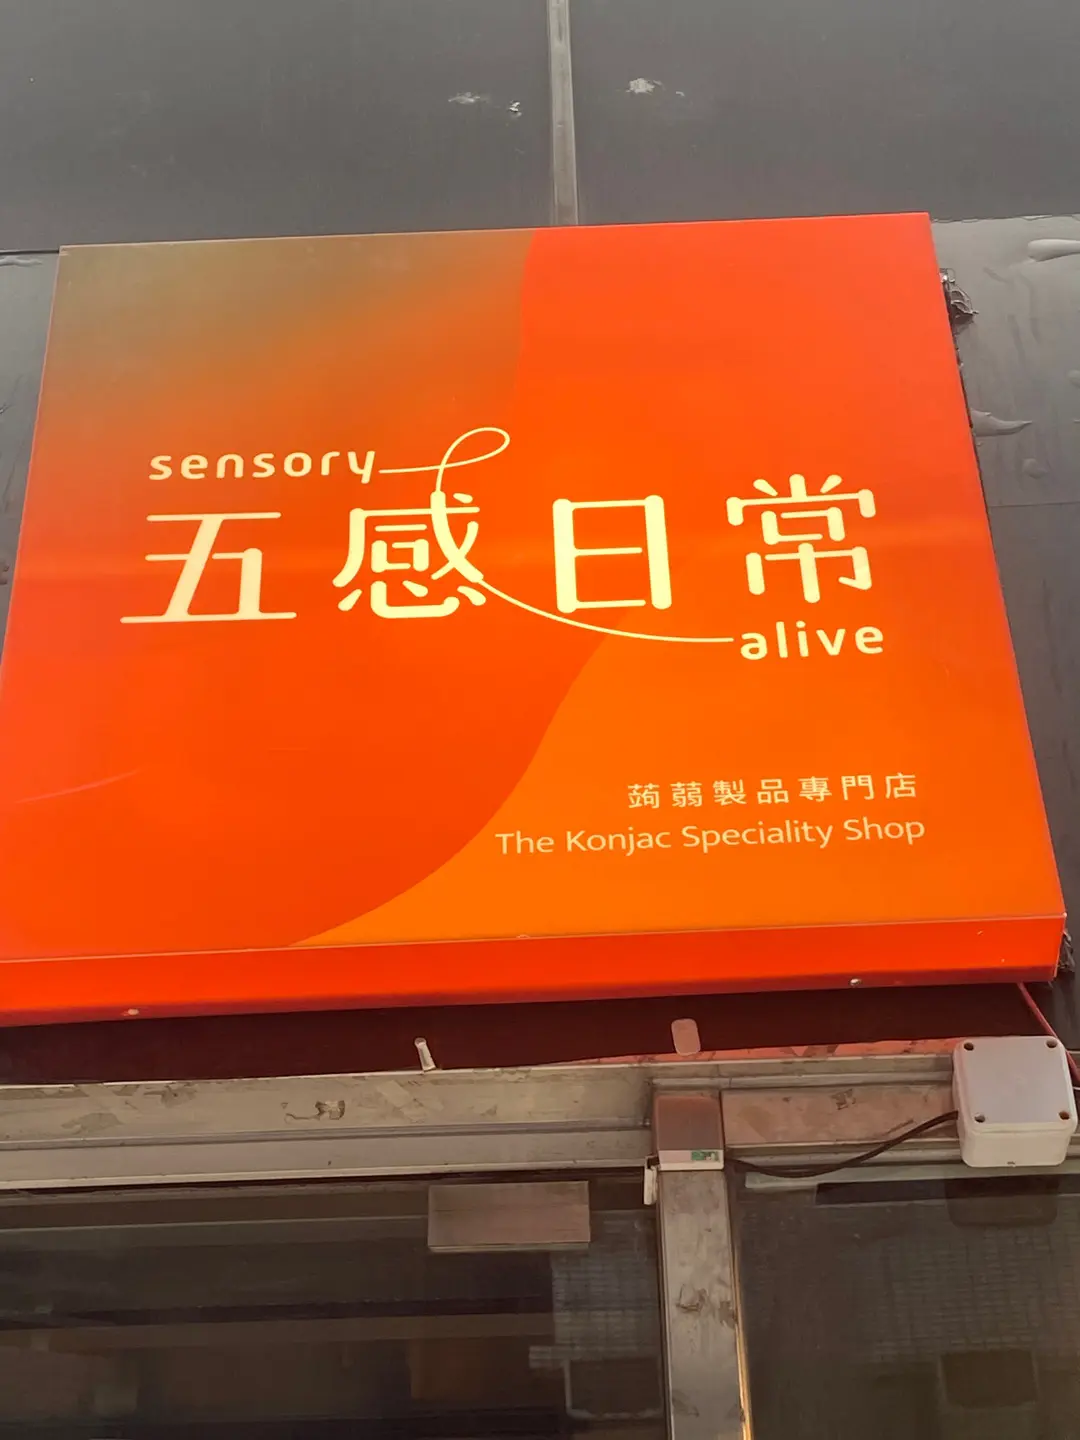 sensory
五感日常
alive
蒟蒻製品專門店
The Konjac Speciality Shop